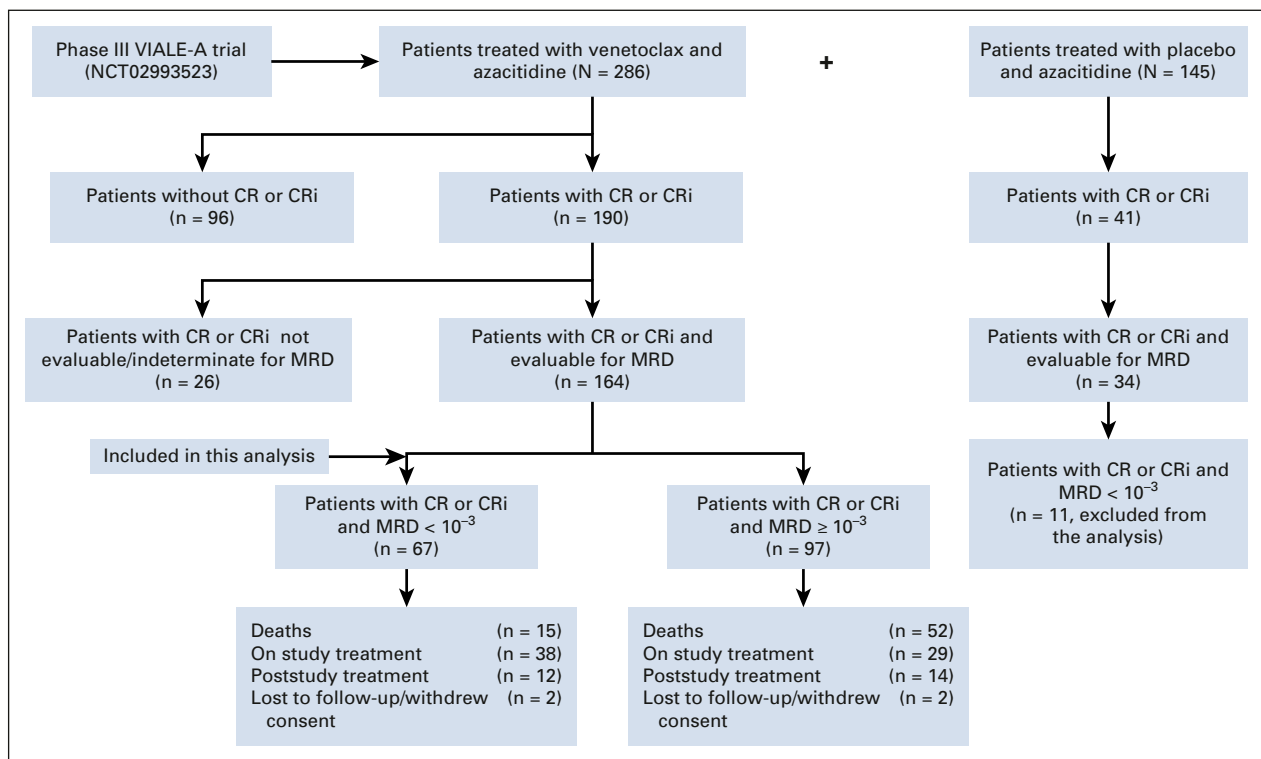 Phase III VIALE-A trial
(NCT02993523)
Patients treated with venetoclax and
azacitidine (N = 286)
+
Patients treated with placebo
and azacitidine (N = 145)
Patients without CR or CRi
(n = 96)
Patients with CR or CRi
(n = 190)
Patients with CR or CRi
(n = 41)
Patients with CR or CRi not
evaluable/indeterminate for MRD
(n = 26)
Patients with CR or CRi and
evaluable for MRD
(n = 164)
Patients with CR or CRi and
evaluable for MRD
(n = 34)
Included in this analysis
Patients with CR or CRi
and MRD < 10⁻³
(n = 67)
Patients with CR or CRi
and MRD ≥ 10⁻³
(n = 97)
Patients with CR or CRi and
MRD < 10⁻³
(n = 11, excluded from
the analysis)
Deaths (n = 15)
On study treatment (n = 38)
Poststudy treatment (n = 12)
Lost to follow-up/withdrew (n = 2)
consent
Deaths (n = 52)
On study treatment (n = 29)
Poststudy treatment (n = 14)
Lost to follow-up/withdrew (n = 2)
consent